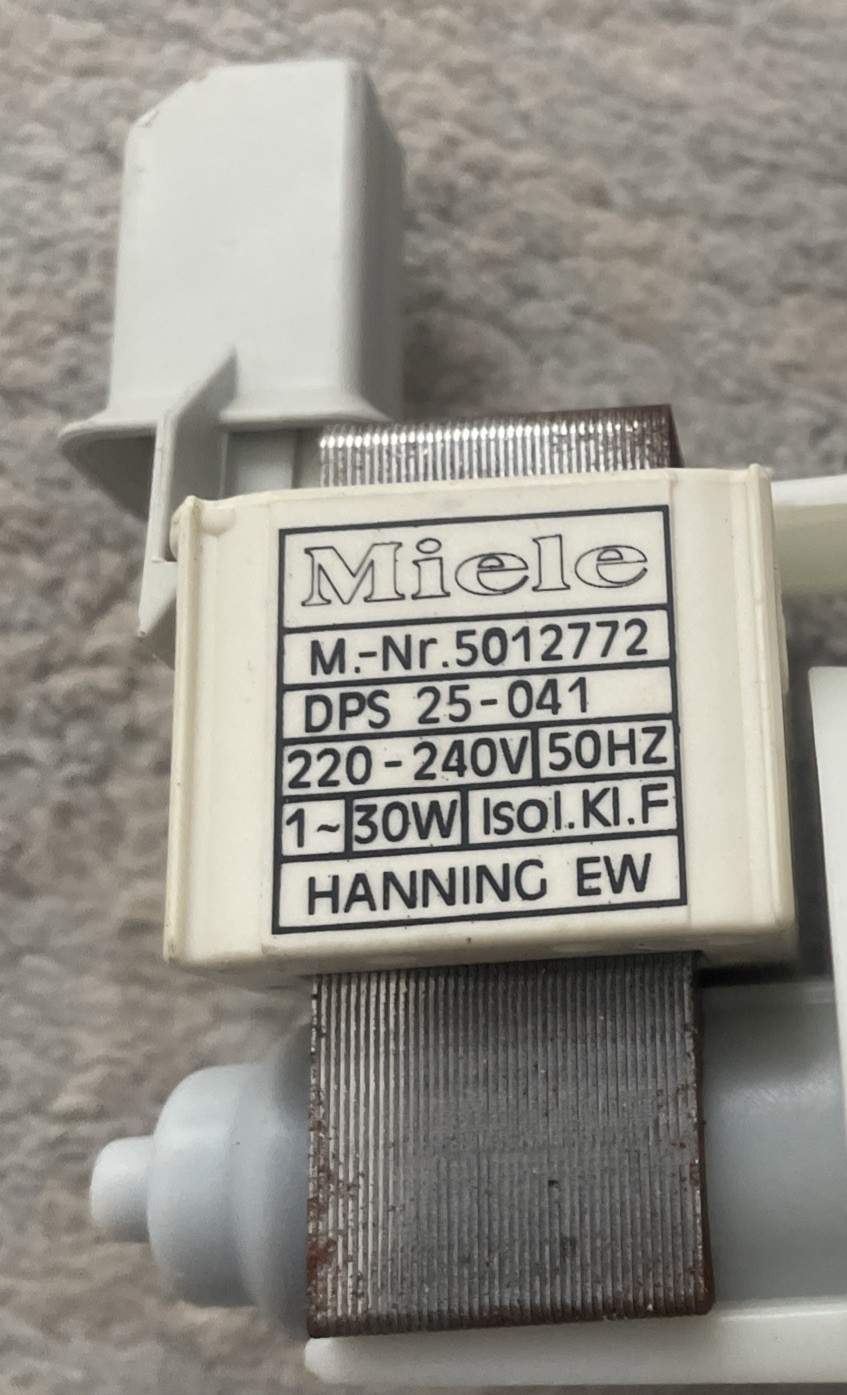 Miele
M.-Nr.5012772
DPS 25-041
220-240V 50HZ
1~ 30W Isol.Kl.F
HANNING EW